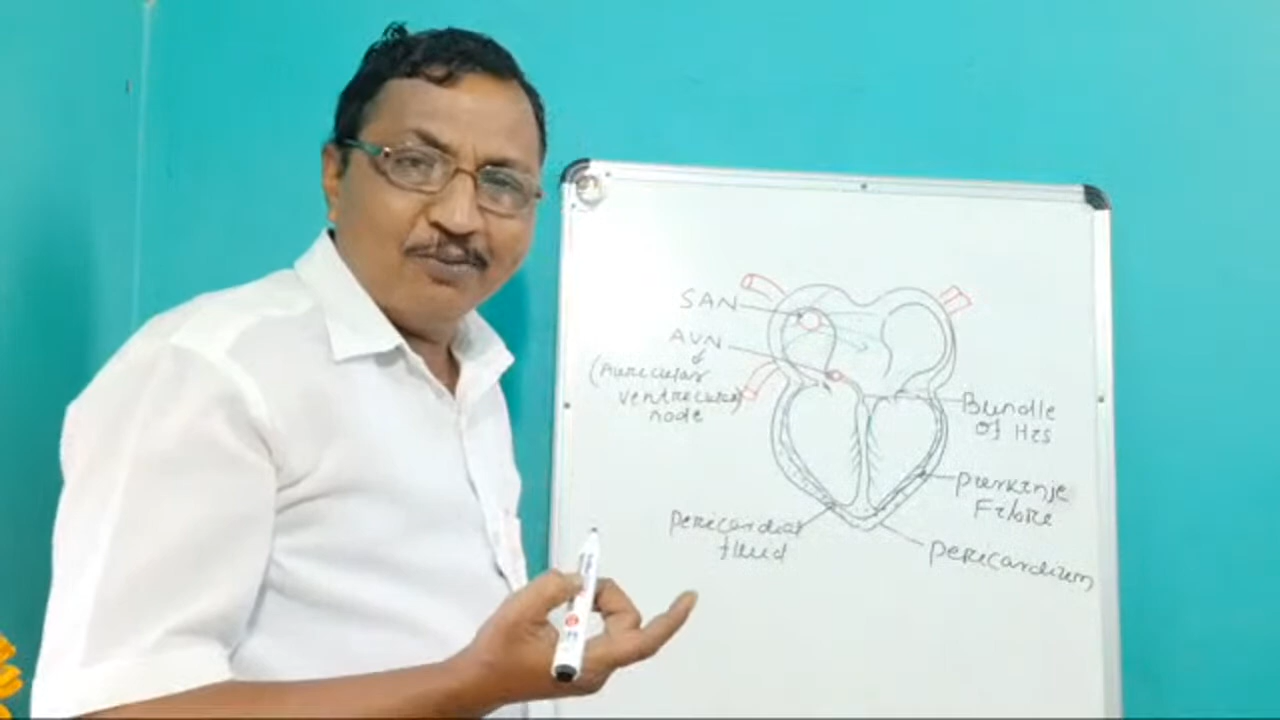 SAN
AVN
(Auricular
ventricular)
node
Bundle
of His
purkinje
Fibre
pericardial
fluid
pericardium